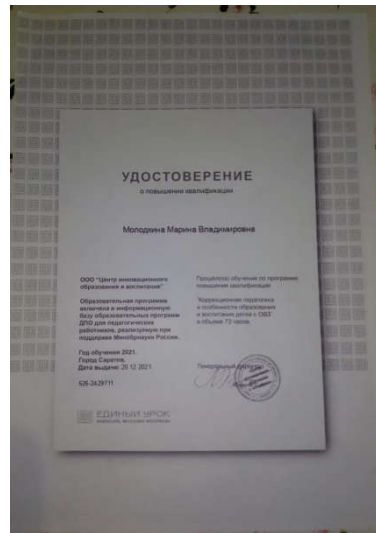 УДОСТОВЕРЕНИЕ
о повышении квалификации
Молодкина Марина Владимировна
ООО "Центр инновационного
образования и воспитания"
Образовательная программа
включена в информационную
базу образовательных программ
ДПО для педагогических
работников, реализуемую при
поддержке Минобрнауки России.
Год обучения 2021.
Город Саратов.
Дата выдачи: 20.12.2021.
Прошел(ла) обучение по программе
повышения квалификации
"Коррекционная педагогика
и особенности образования
и воспитания детей с ОВЗ"
в объеме 73 часов.
Генеральный директор
ЕДИНЫЙ УРОК